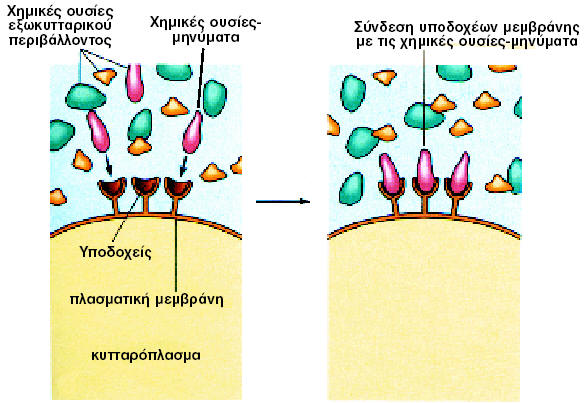 Χημικές ουσίες
εξωκυτταρικού
περιβάλλοντος
Χημικές ουσίες-
μηνύματα
Υποδοχείς
πλασματική μεμβράνη
κυτταρόπλασμα
Σύνδεση υποδοχέων μεμβράνης
με τις χημικές ουσίες-μηνύματα